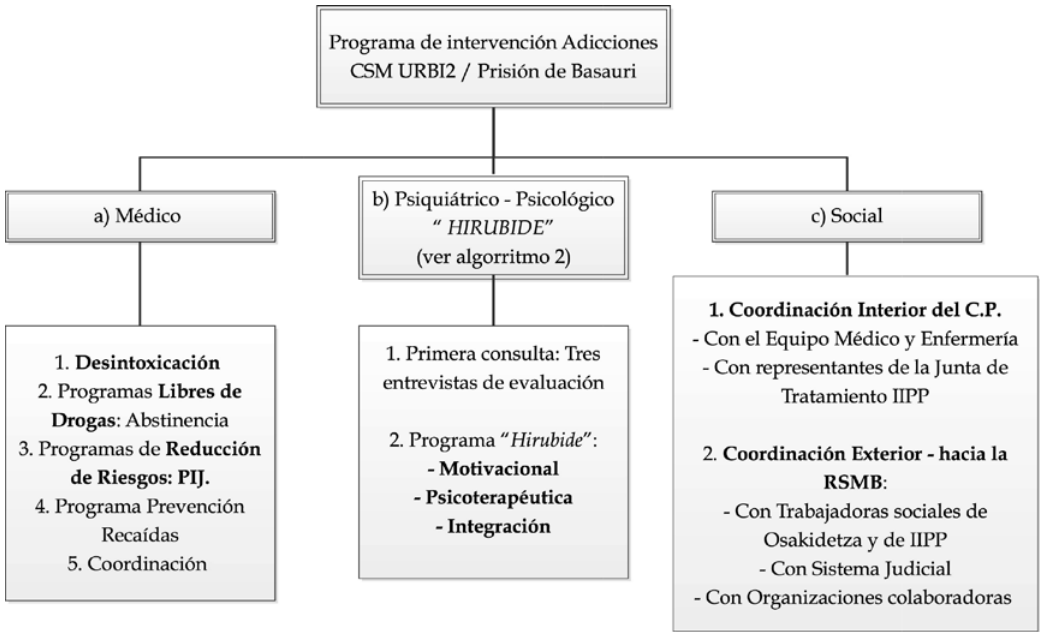 Programa de intervención Adicciones
CSM URBI2 / Prisión de Basauri
a) Médico
b) Psiquiátrico - Psicológico
“ HIRUBIDE”
(ver algorritmo 2)
c) Social
1. Desintoxicación
2. Programas Libres de
Drogas: Abstinencia
3. Programas de Reducción
de Riesgos: PIJ.
4. Programa Prevención
Recaídas
5. Coordinación
1. Primera consulta: Tres
entrevistas de evaluación
2. Programa “Hirubide”:
- Motivacional
- Psicoterapéutica
- Integración
1. Coordinación Interior del C.P.
- Con el Equipo Médico y Enfermería
- Con representantes de la Junta de
Tratamiento IIPP
2. Coordinación Exterior - hacia la
RSMB:
- Con Trabajadoras sociales de
Osakidetza y de IIPP
- Con Sistema Judicial
- Con Organizaciones colaboradoras